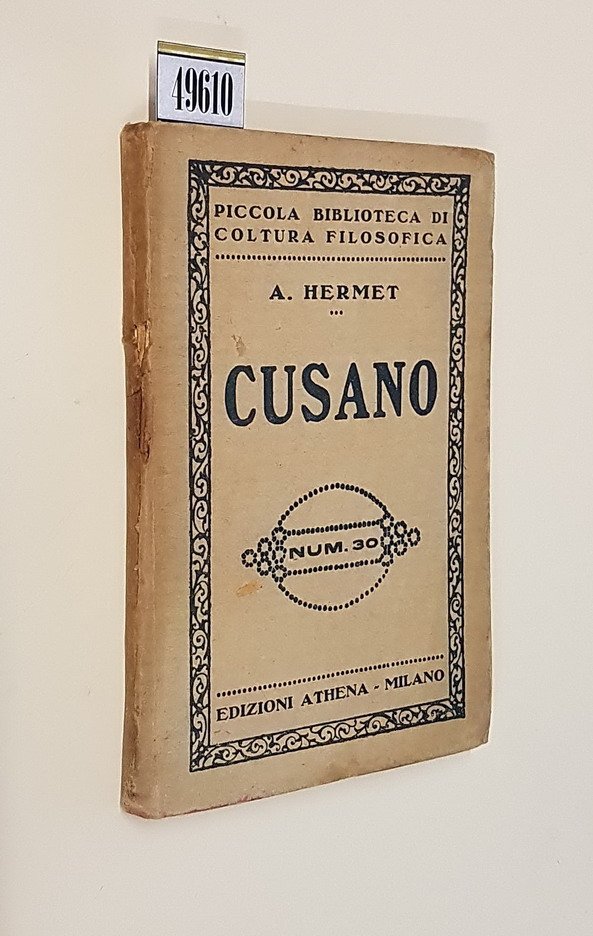 49610
PICCOLA BIBLIOTECA DI
COLTURA FILOSOFICA
A. HERMET
CUSANO
NUM. 30
EDIZIONI ATHENA - MILANO